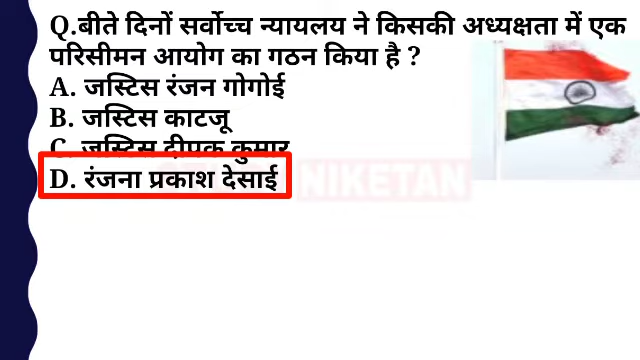 Q.बीते दिनों सर्वोच्च न्यायलय ने किसकी अध्यक्षता में एक
परिसीमन आयोग का गठन किया है ?
A. जस्टिस रंजन गोगोई
B. जस्टिस काटजू
C. जस्टिस दीपक कुमार
D. रंजना प्रकाश देसाई
NIKETAN